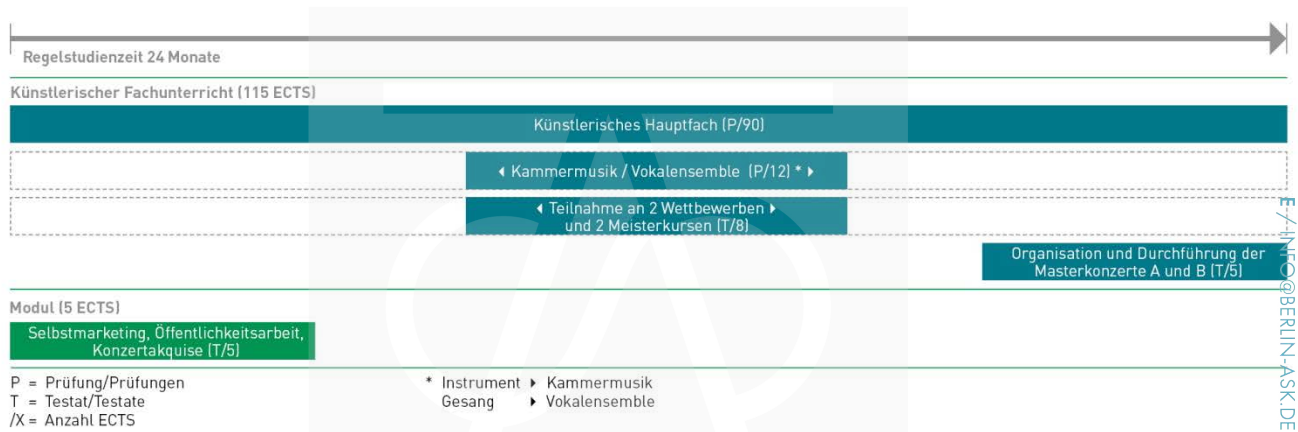 Regelstudienzeit 24 Monate
Künstlerischer Fachunterricht (115 ECTS)
Künstlerisches Hauptfach (P/90)
Kammermusik / Vokalensemble (P/12) *
Teilnahme an 2 Wettbewerben
und 2 Meisterkursen (T/8)
Organisation und Durchführung der
Masterkonzerte A und B (T/5)
Modul (5 ECTS)
Selbstmarketing, Öffentlichkeitsarbeit,
Konzertakquise (T/5)
P = Prüfung/Prüfungen
T = Testat/Testate
/X = Anzahl ECTS
* Instrument ▸ Kammermusik
Gesang ▸ Vokalensemble
E-/-INFO@BERLIN-ASK.DE